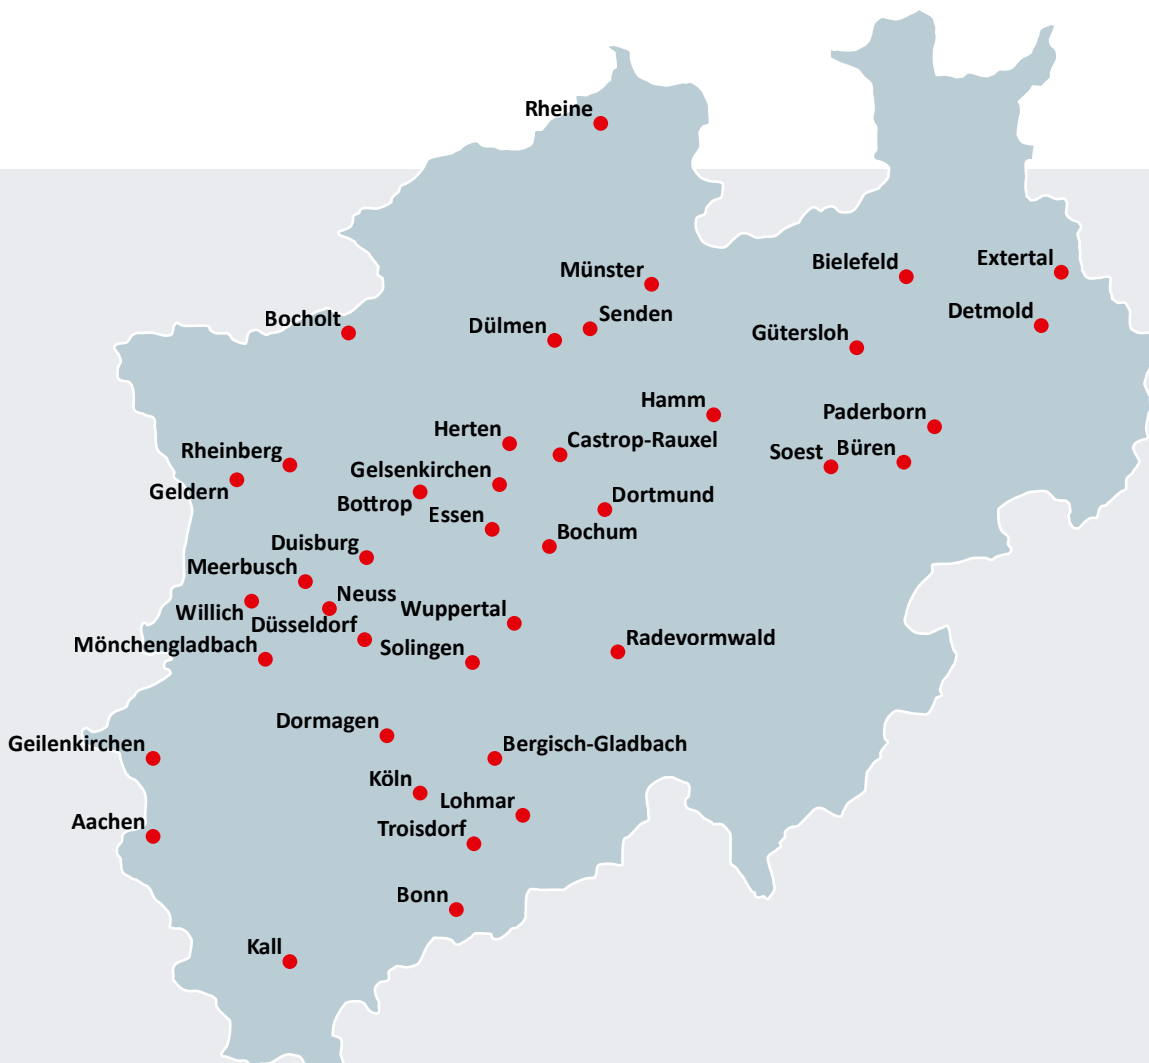 Rheine
Bielefeld
Extertal
Münster
Senden
Bocholt
Dülmen
Detmold
Gütersloh
Hamm
Paderborn
Herten
Castrop-Rauxel
Rheinberg
Soest
Büren
Gelsenkirchen
Geldern
Bottrop
Dortmund
Essen
Bochum
Duisburg
Meerbusch
Neuss
Willich
Wuppertal
Düsseldorf
Radevormwald
Mönchengladbach
Solingen
Dormagen
Geilenkirchen
Bergisch-Gladbach
Köln
Lohmar
Aachen
Troisdorf
Bonn
Kall